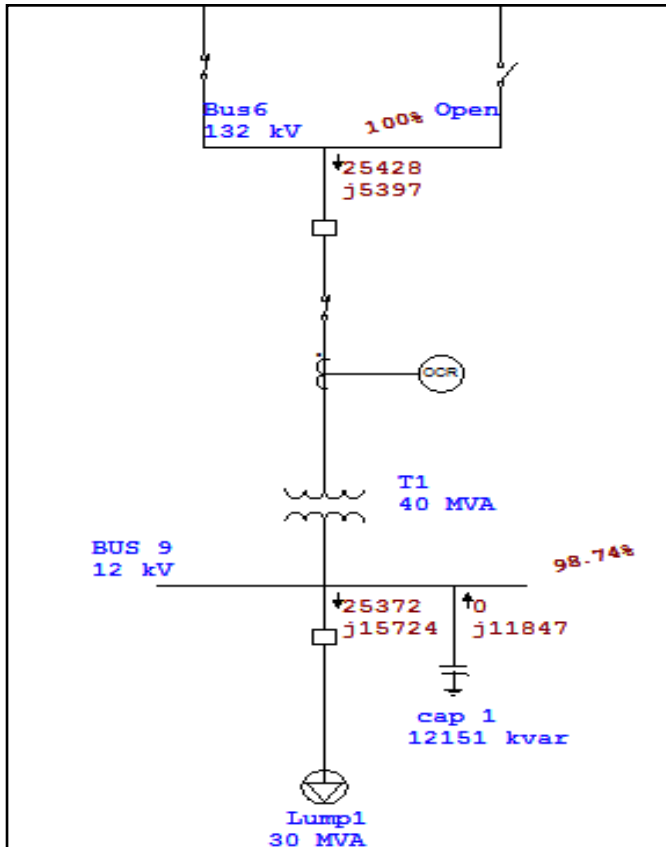 Bus6
132 kV
100%
Open
25428
j5397
OCR
T1
40 MVA
BUS 9
12 kV
98.74%
25372
j15724
0
j11847
cap 1
12151 kvar
Lump1
30 MVA